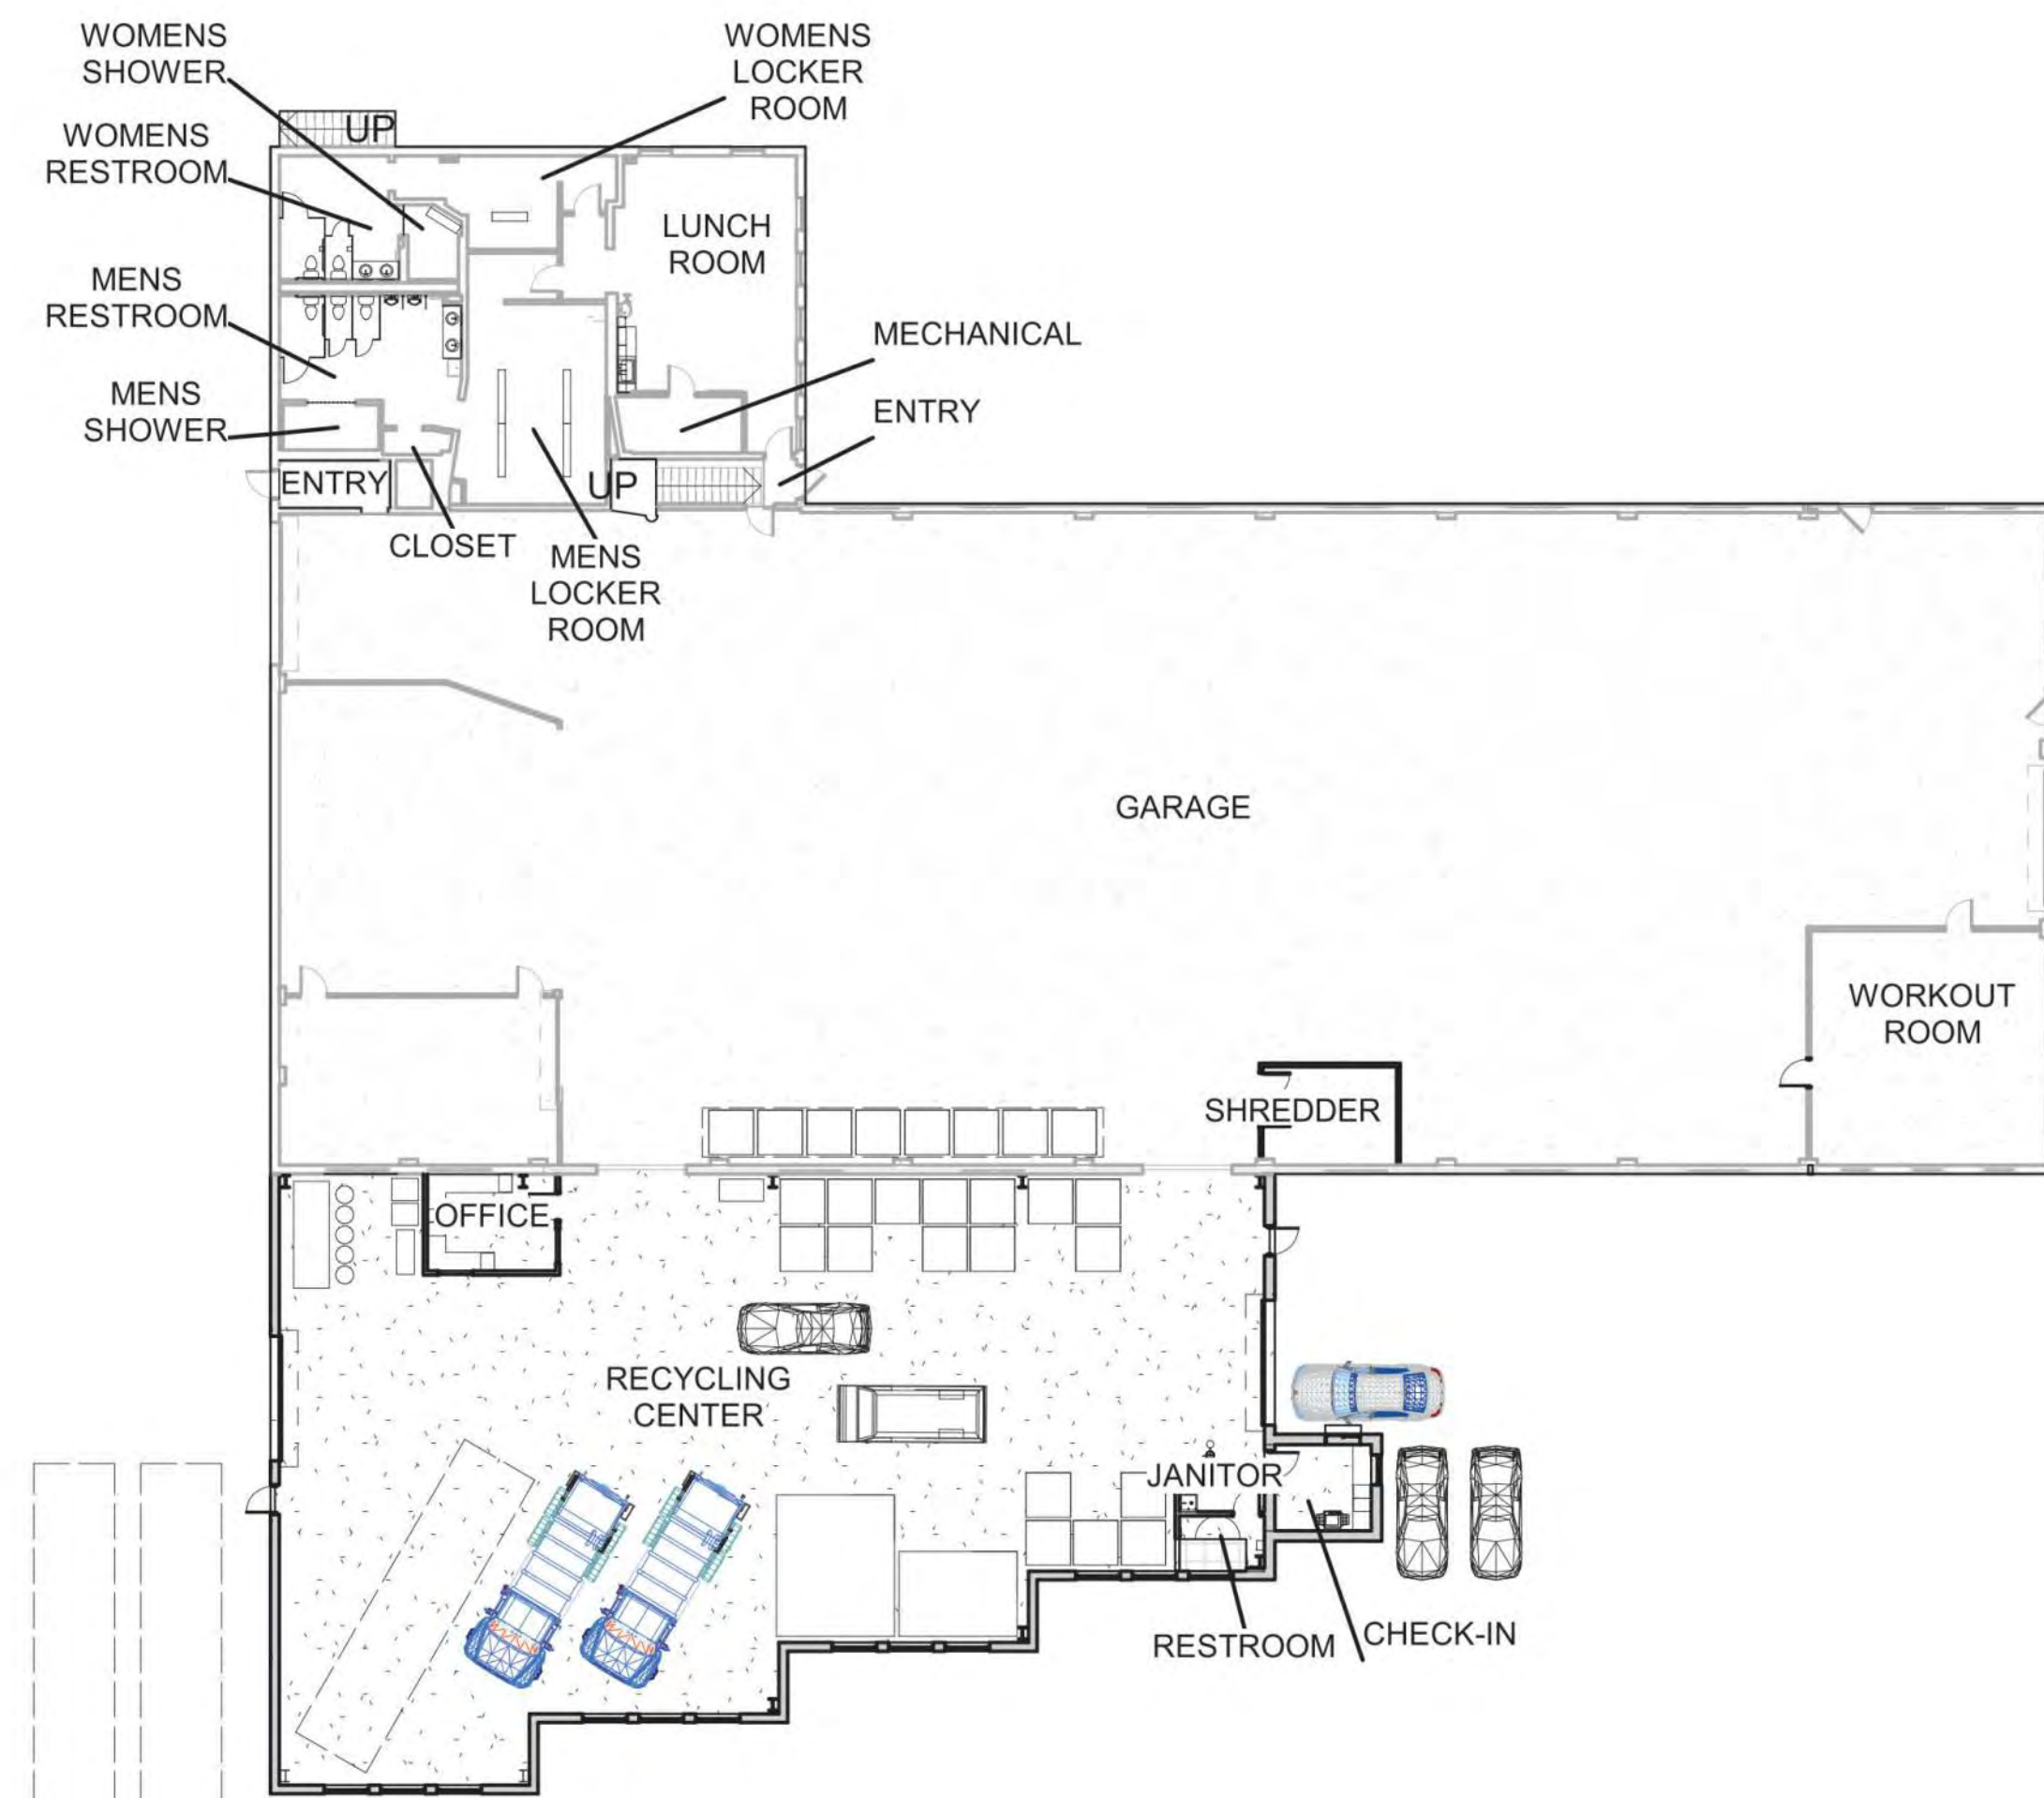 WOMENS
SHOWER
WOMENS
LOCKER
ROOM
UP
WOMENS
RESTROOM
LUNCH
ROOM
MENS
RESTROOM
MECHANICAL
MENS
SHOWER
ENTRY
ENTRY
UP
CLOSET
MENS
LOCKER
ROOM
GARAGE
WORKOUT
ROOM
SHREDDER
OFFICE
RECYCLING
CENTER
JANITOR
RESTROOM
CHECK-IN